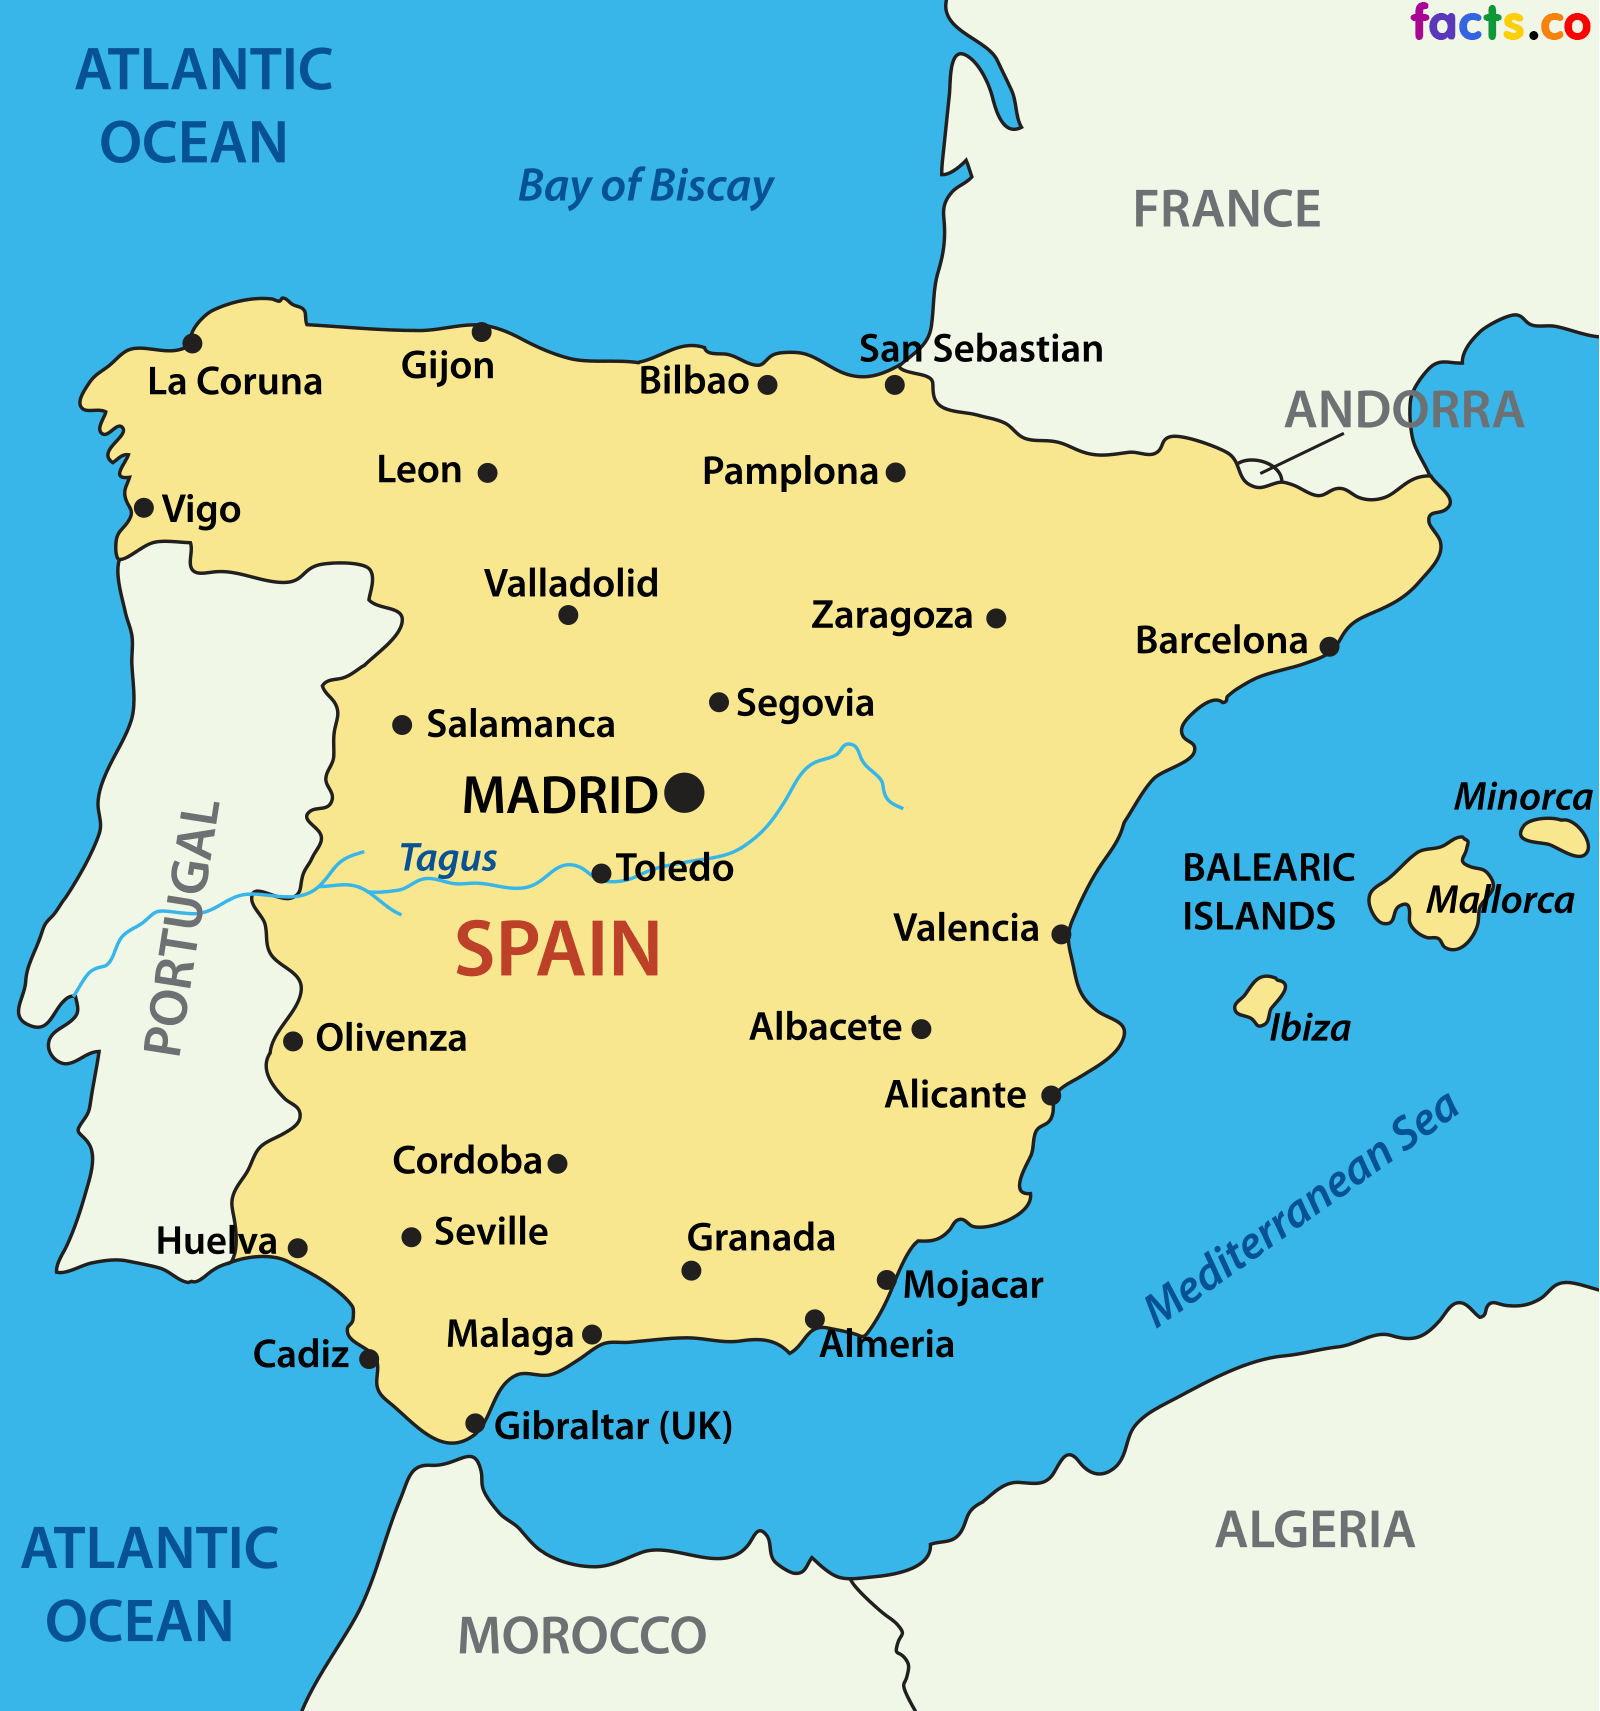 facts.co
ATLANTIC
OCEAN
Bay of Biscay
FRANCE
San Sebastian
Gijon
La Coruna
Bilbao
ANDORRA
Leon
Pamplona
Vigo
Valladolid
Zaragoza
Barcelona
Segovia
Salamanca
MADRID
Minorca
PORTUGAL
Tagus
Toledo
BALEARIC
ISLANDS
Mallorca
SPAIN
Valencia
Ibiza
Olivenza
Albacete
Alicante
Mediterranean Sea
Cordoba
Huelva
Seville
Granada
Mojacar
Malaga
Almeria
Cadiz
Gibraltar (UK)
ATLANTIC
OCEAN
ALGERIA
MOROCCO